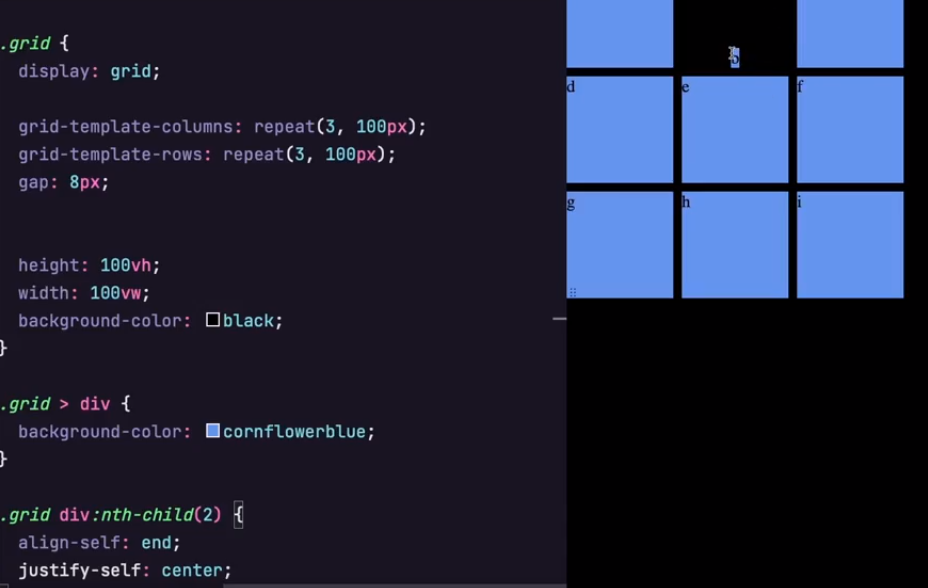 .grid {
display: grid;
grid-template-columns: repeat(3, 100px);
grid-template-rows: repeat(3, 100px);
gap: 8px;
height: 100vh;
width: 100vw;
background-color: black;
}
.grid > div {
background-color: cornflowerblue;
}
.grid div:nth-child(2) {
align-self: end;
justify-self: center;
b
d e f
g h i